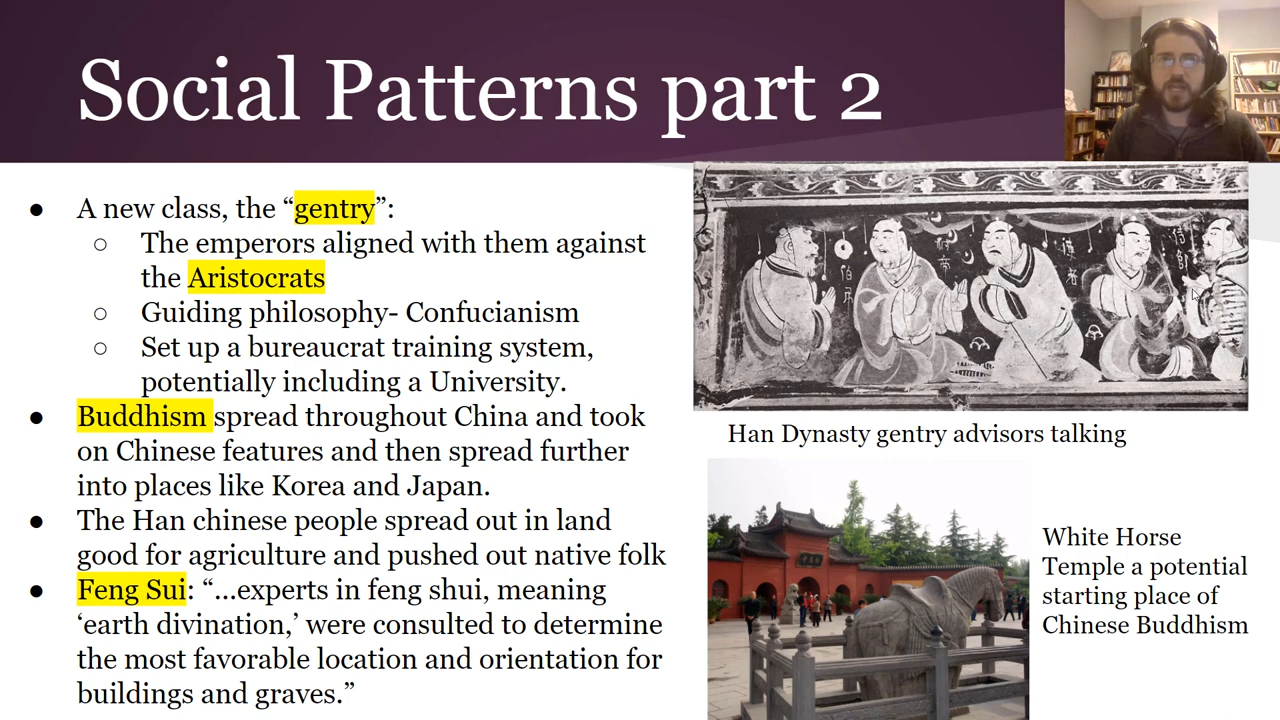 Social Patterns part 2
● A new class, the “gentry”:
○ The emperors aligned with them against
the Aristocrats
○ Guiding philosophy- Confucianism
○ Set up a bureaucrat training system,
potentially including a University.
● Buddhism spread throughout China and took
on Chinese features and then spread further
into places like Korea and Japan.
● The Han chinese people spread out in land
good for agriculture and pushed out native folk
● Feng Sui: “...experts in feng shui, meaning
‘earth divination,’ were consulted to determine
the most favorable location and orientation for
buildings and graves.”
Han Dynasty gentry advisors talking
White Horse
Temple a potential
starting place of
Chinese Buddhism